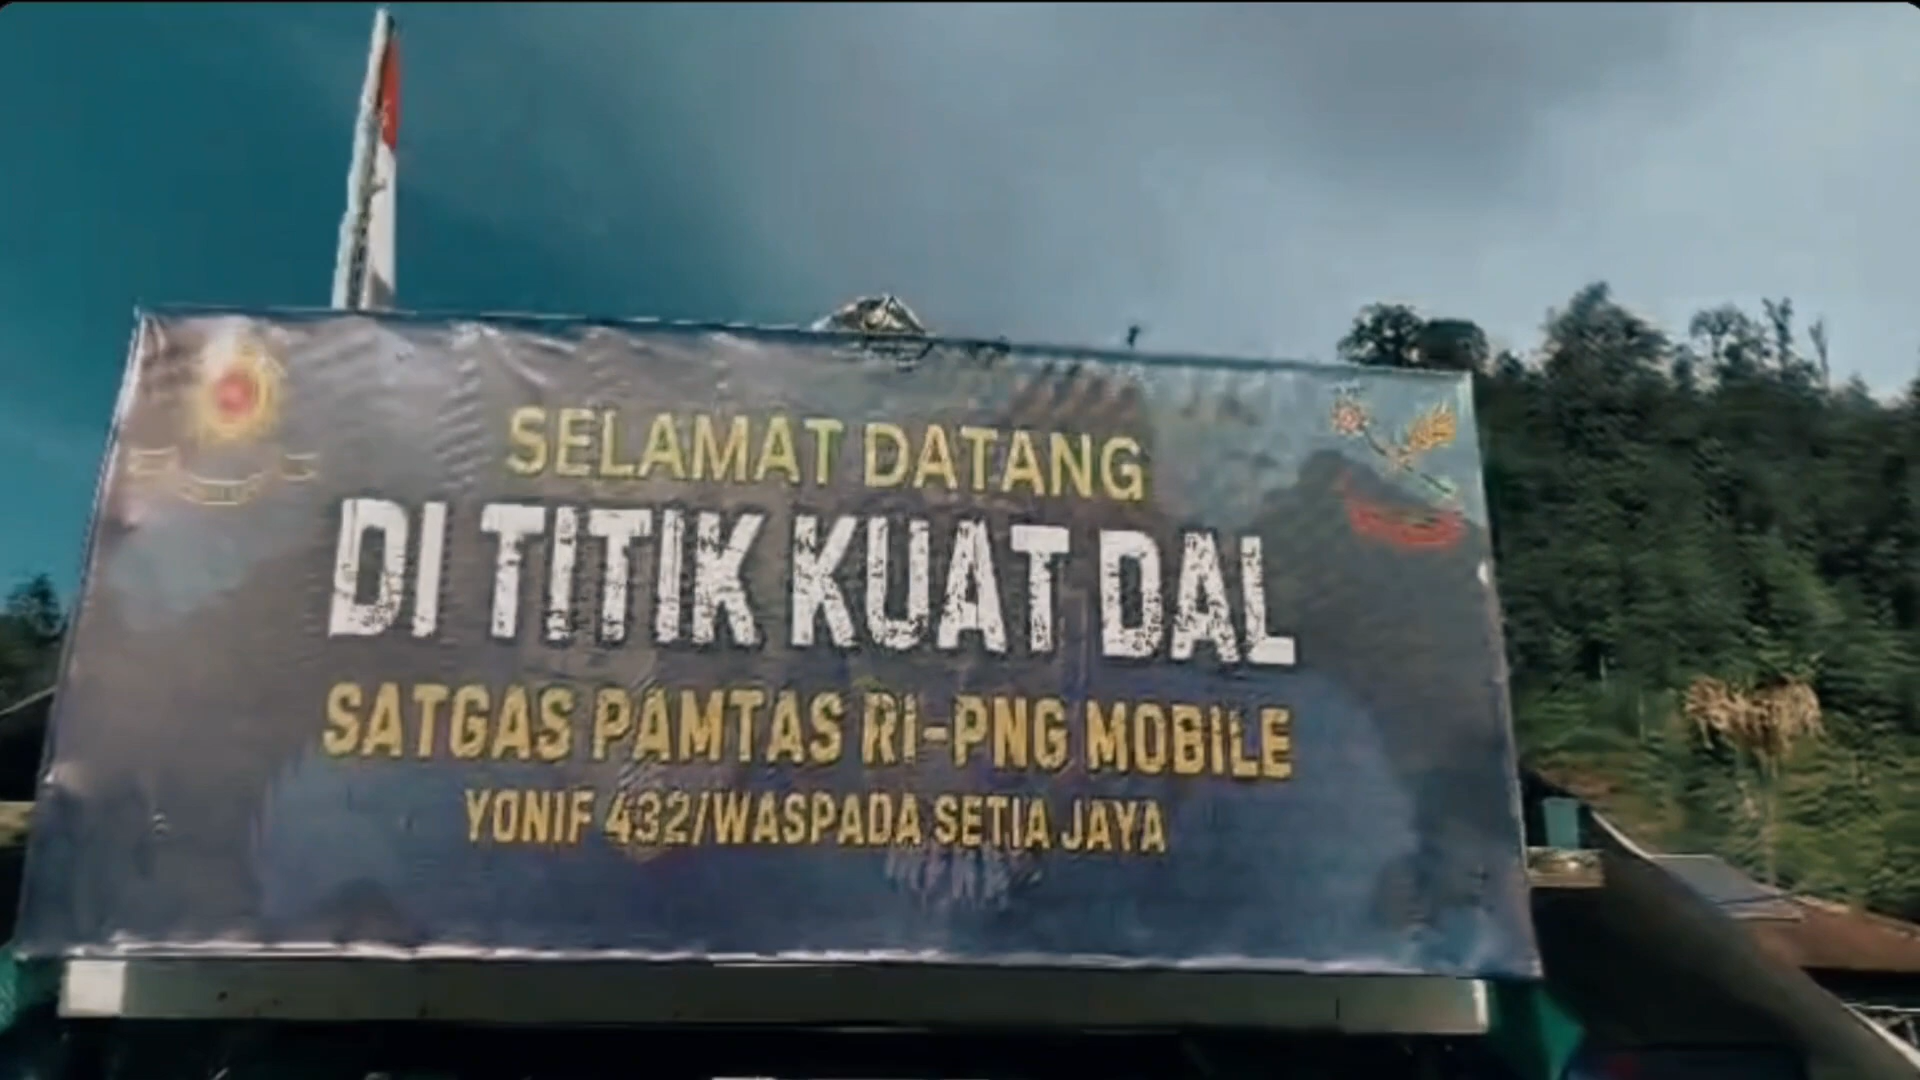 SELAMAT DATANG
DI TITIK KUAT DAL
SATGAS PAMTAS RI-PNG MOBILE
YONIF 432/WASPADA SETIA JAYA